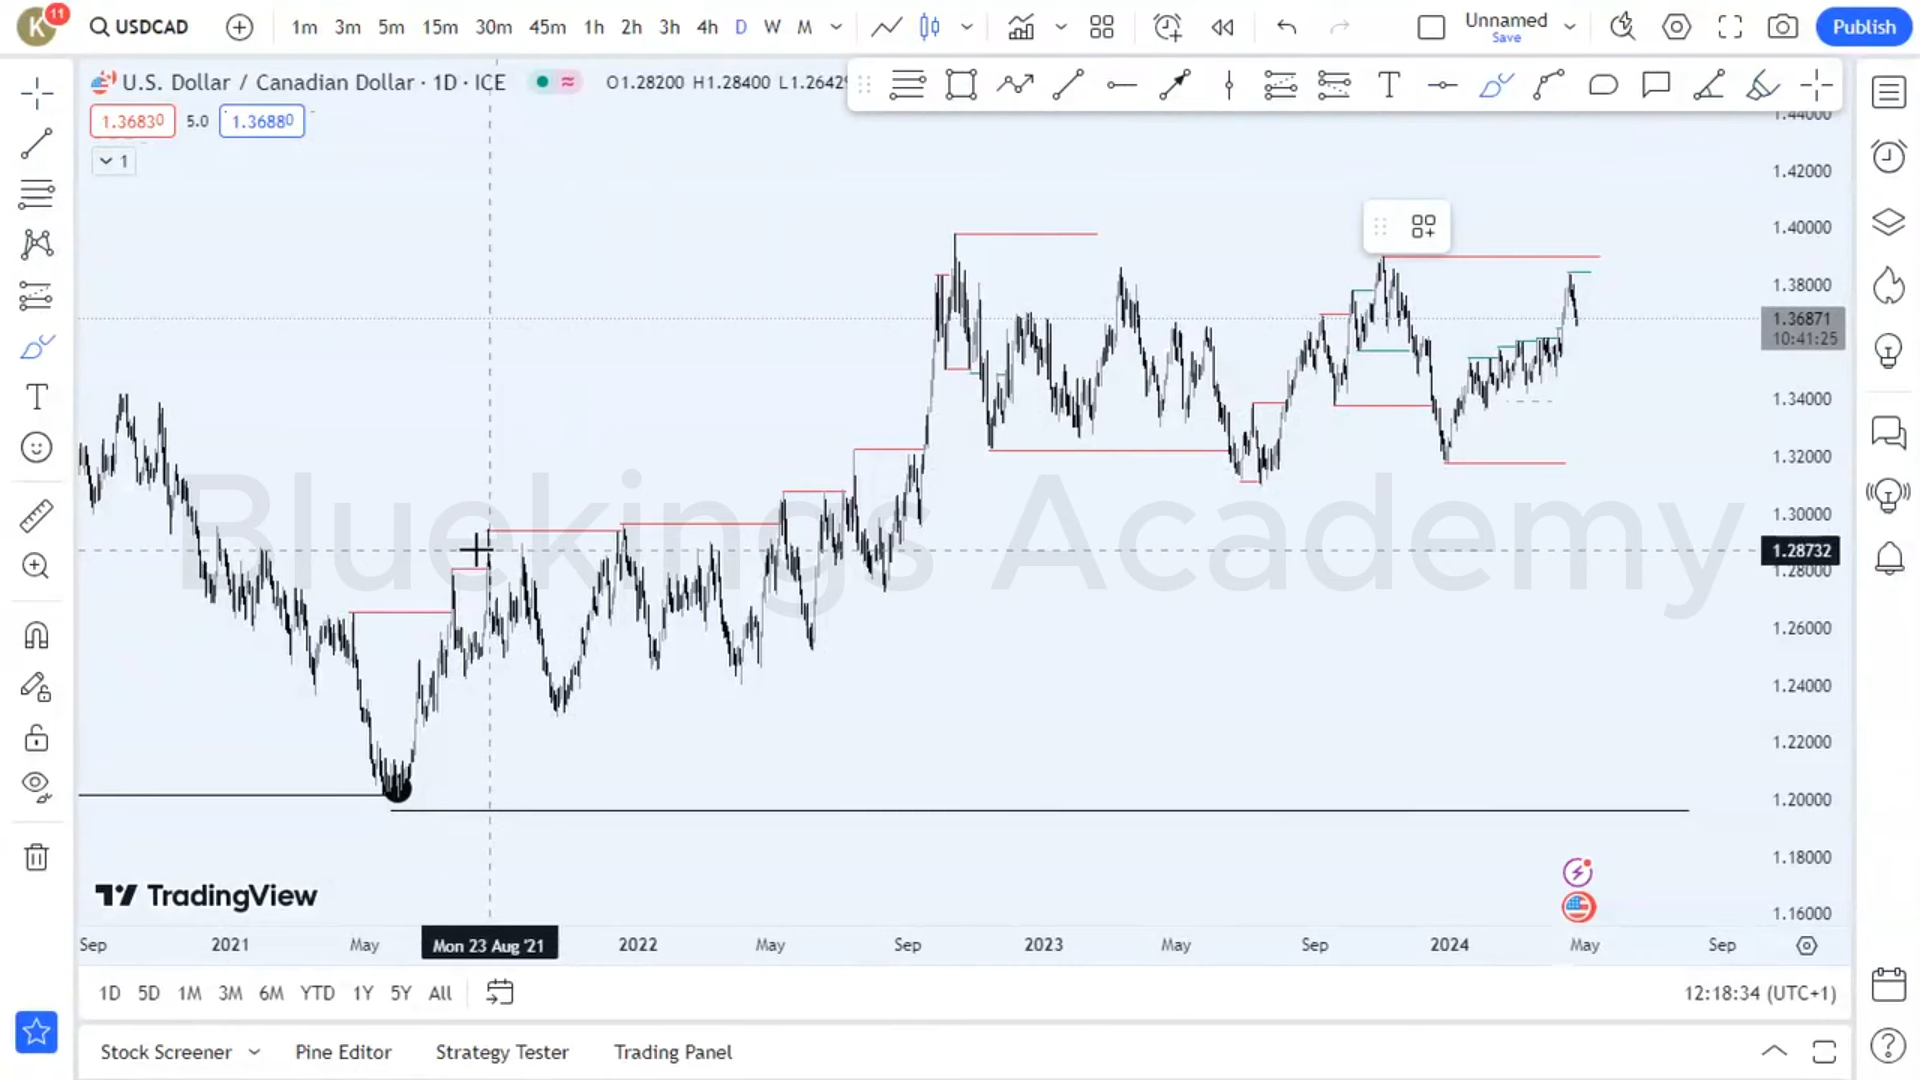 K 11 USDCAD 1m 3m 5m 15m 30m 45m 1h 2h 3h 4h D W M Unnamed Publish
Save
U.S. Dollar / Canadian Dollar · 1D · ICE O1.28200 H1.28400 L1.2642
1.36830 5.0 1.36880
1
1.44000
1.42000
1.40000
1.38000
1.36871
10:41:25
1.34000
1.32000
1.30000
1.28732
1.28000
1.26000
1.24000
1.22000
1.20000
1.18000
1.16000
Bluekings Academy
TradingView
Sep 2021 May Mon 23 Aug '21 2022 May Sep 2023 May Sep 2024 May Sep
1D 5D 1M 3M 6M YTD 1Y 5Y All 12:18:34 (UTC+1)
Stock Screener Pine Editor Strategy Tester Trading Panel